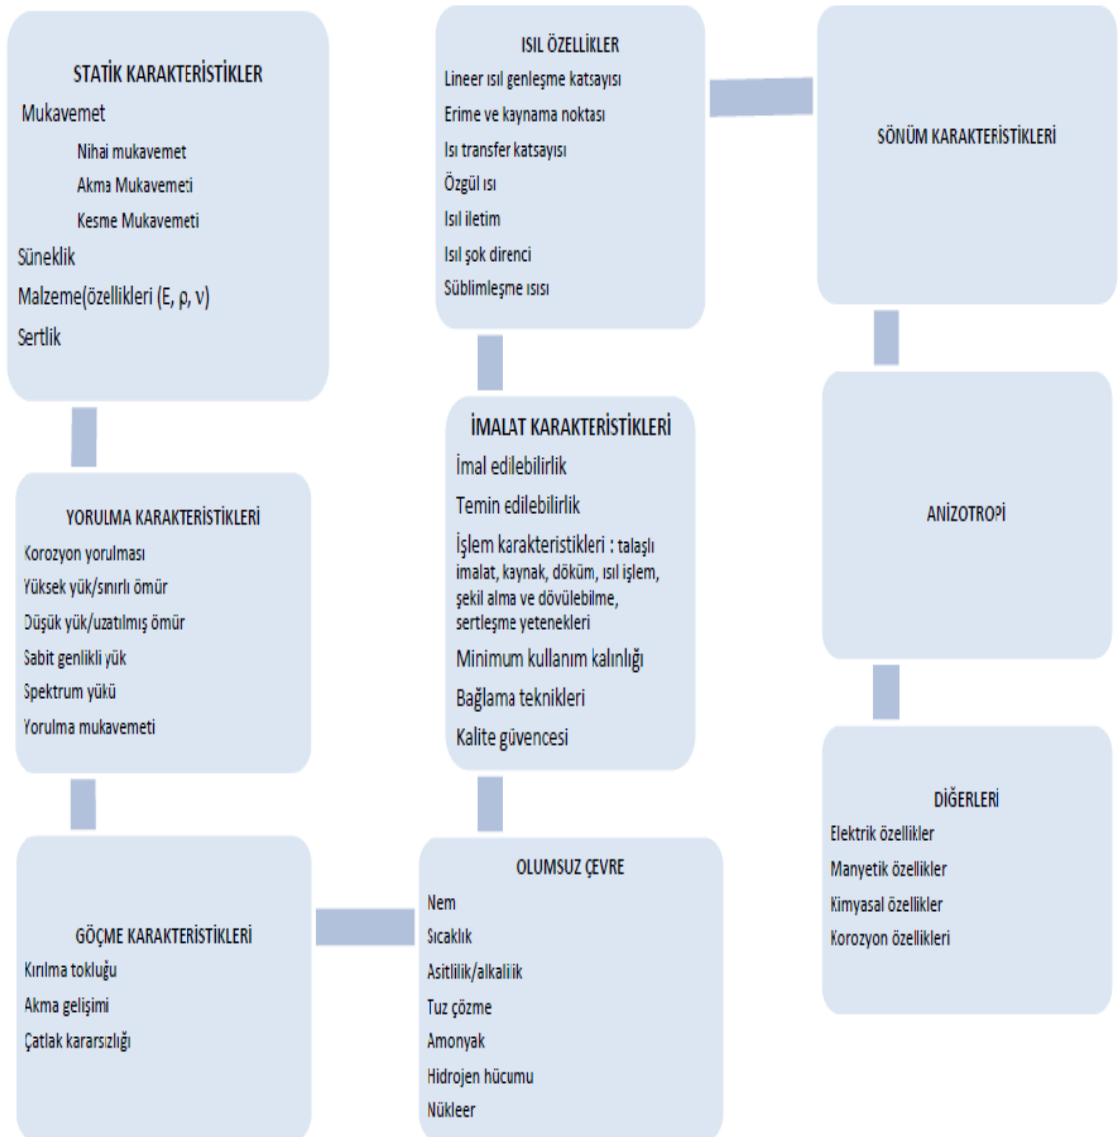 STATİK KARAKTERİSTİKLER
Mukavemet
Nihai mukavemet
Akma Mukavemeti
Kesme Mukavemeti
Süneklik
Malzeme(özellikleri (E, ρ, ν)
Sertlik
YORULMA KARAKTERİSTİKLERİ
Korozyon yorulması
Yüksek yük/sınırlı ömür
Düşük yük/uzatılmış ömür
Sabit genlikli yük
Spektrum yükü
Yorulma mukavemeti
GÖÇME KARAKTERİSTİKLERİ
Kırılma tokluğu
Akma gelişimi
Çatlak kararsızlığı
OLUMSUZ ÇEVRE
Nem
Sıcaklık
Asitlilik/alkalilik
Tuz çözme
Amonyak
Hidrojen hücumu
Nükleer
İMALAT KARAKTERİSTİKLERİ
İmal edilebilirlik
Temin edilebilirlik
İşlem karakteristikleri : talaşlı
imalat, kaynak, döküm, ısıl işlem,
şekil alma ve dövülebilme,
sertleşme yetenekleri
Minimum kullanım kalınlığı
Bağlama teknikleri
Kalite güvencesi
ISIL ÖZELLİKLER
Lineer ısıl genleşme katsayısı
Erime ve kaynama noktası
Isı transfer katsayısı
Özgül ısı
Isıl iletim
Isıl şok direnci
Süblimleşme ısısı
SÖNÜM KARAKTERİSTİKLERİ
ANİZOTROPİ
DİĞERLERİ
Elektrik özellikler
Manyetik özellikler
Kimyasal özellikler
Korozyon özellikleri